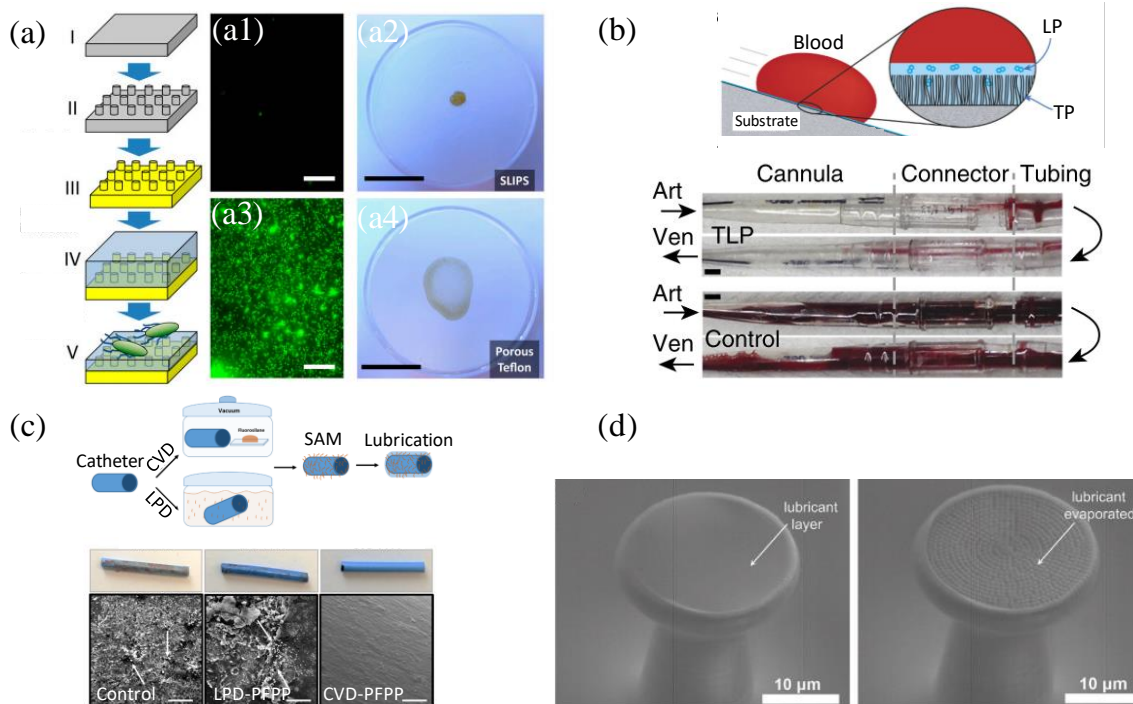 (a)
I
II
III
IV
V
(a1)
(a2)
SLIPS
(a3)
(a4)
Porous
Teflon
(b)
Blood
LP
TP
Substrate
Cannula
Connector
Tubing
Art
Ven
TLP
Art
Ven
Control
(c)
Vacuum
Fluorosilane
Catheter
CVD
LPD
SAM
Lubrication
Control
LPD-PFPP
CVD-PFPP
(d)
lubricant
layer
10 µm
lubricant
evaporated
10 µm